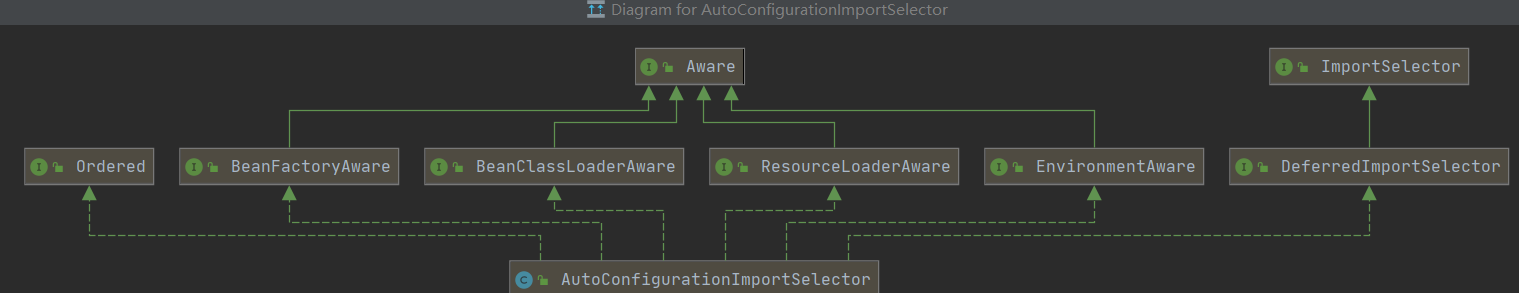 Diagram for AutoConfigurationImportSelector
I Aware
I ImportSelector
I Ordered
I BeanFactoryAware
I BeanClassLoaderAware
I ResourceLoaderAware
I EnvironmentAware
I DeferredImportSelector
C AutoConfigurationImportSelector